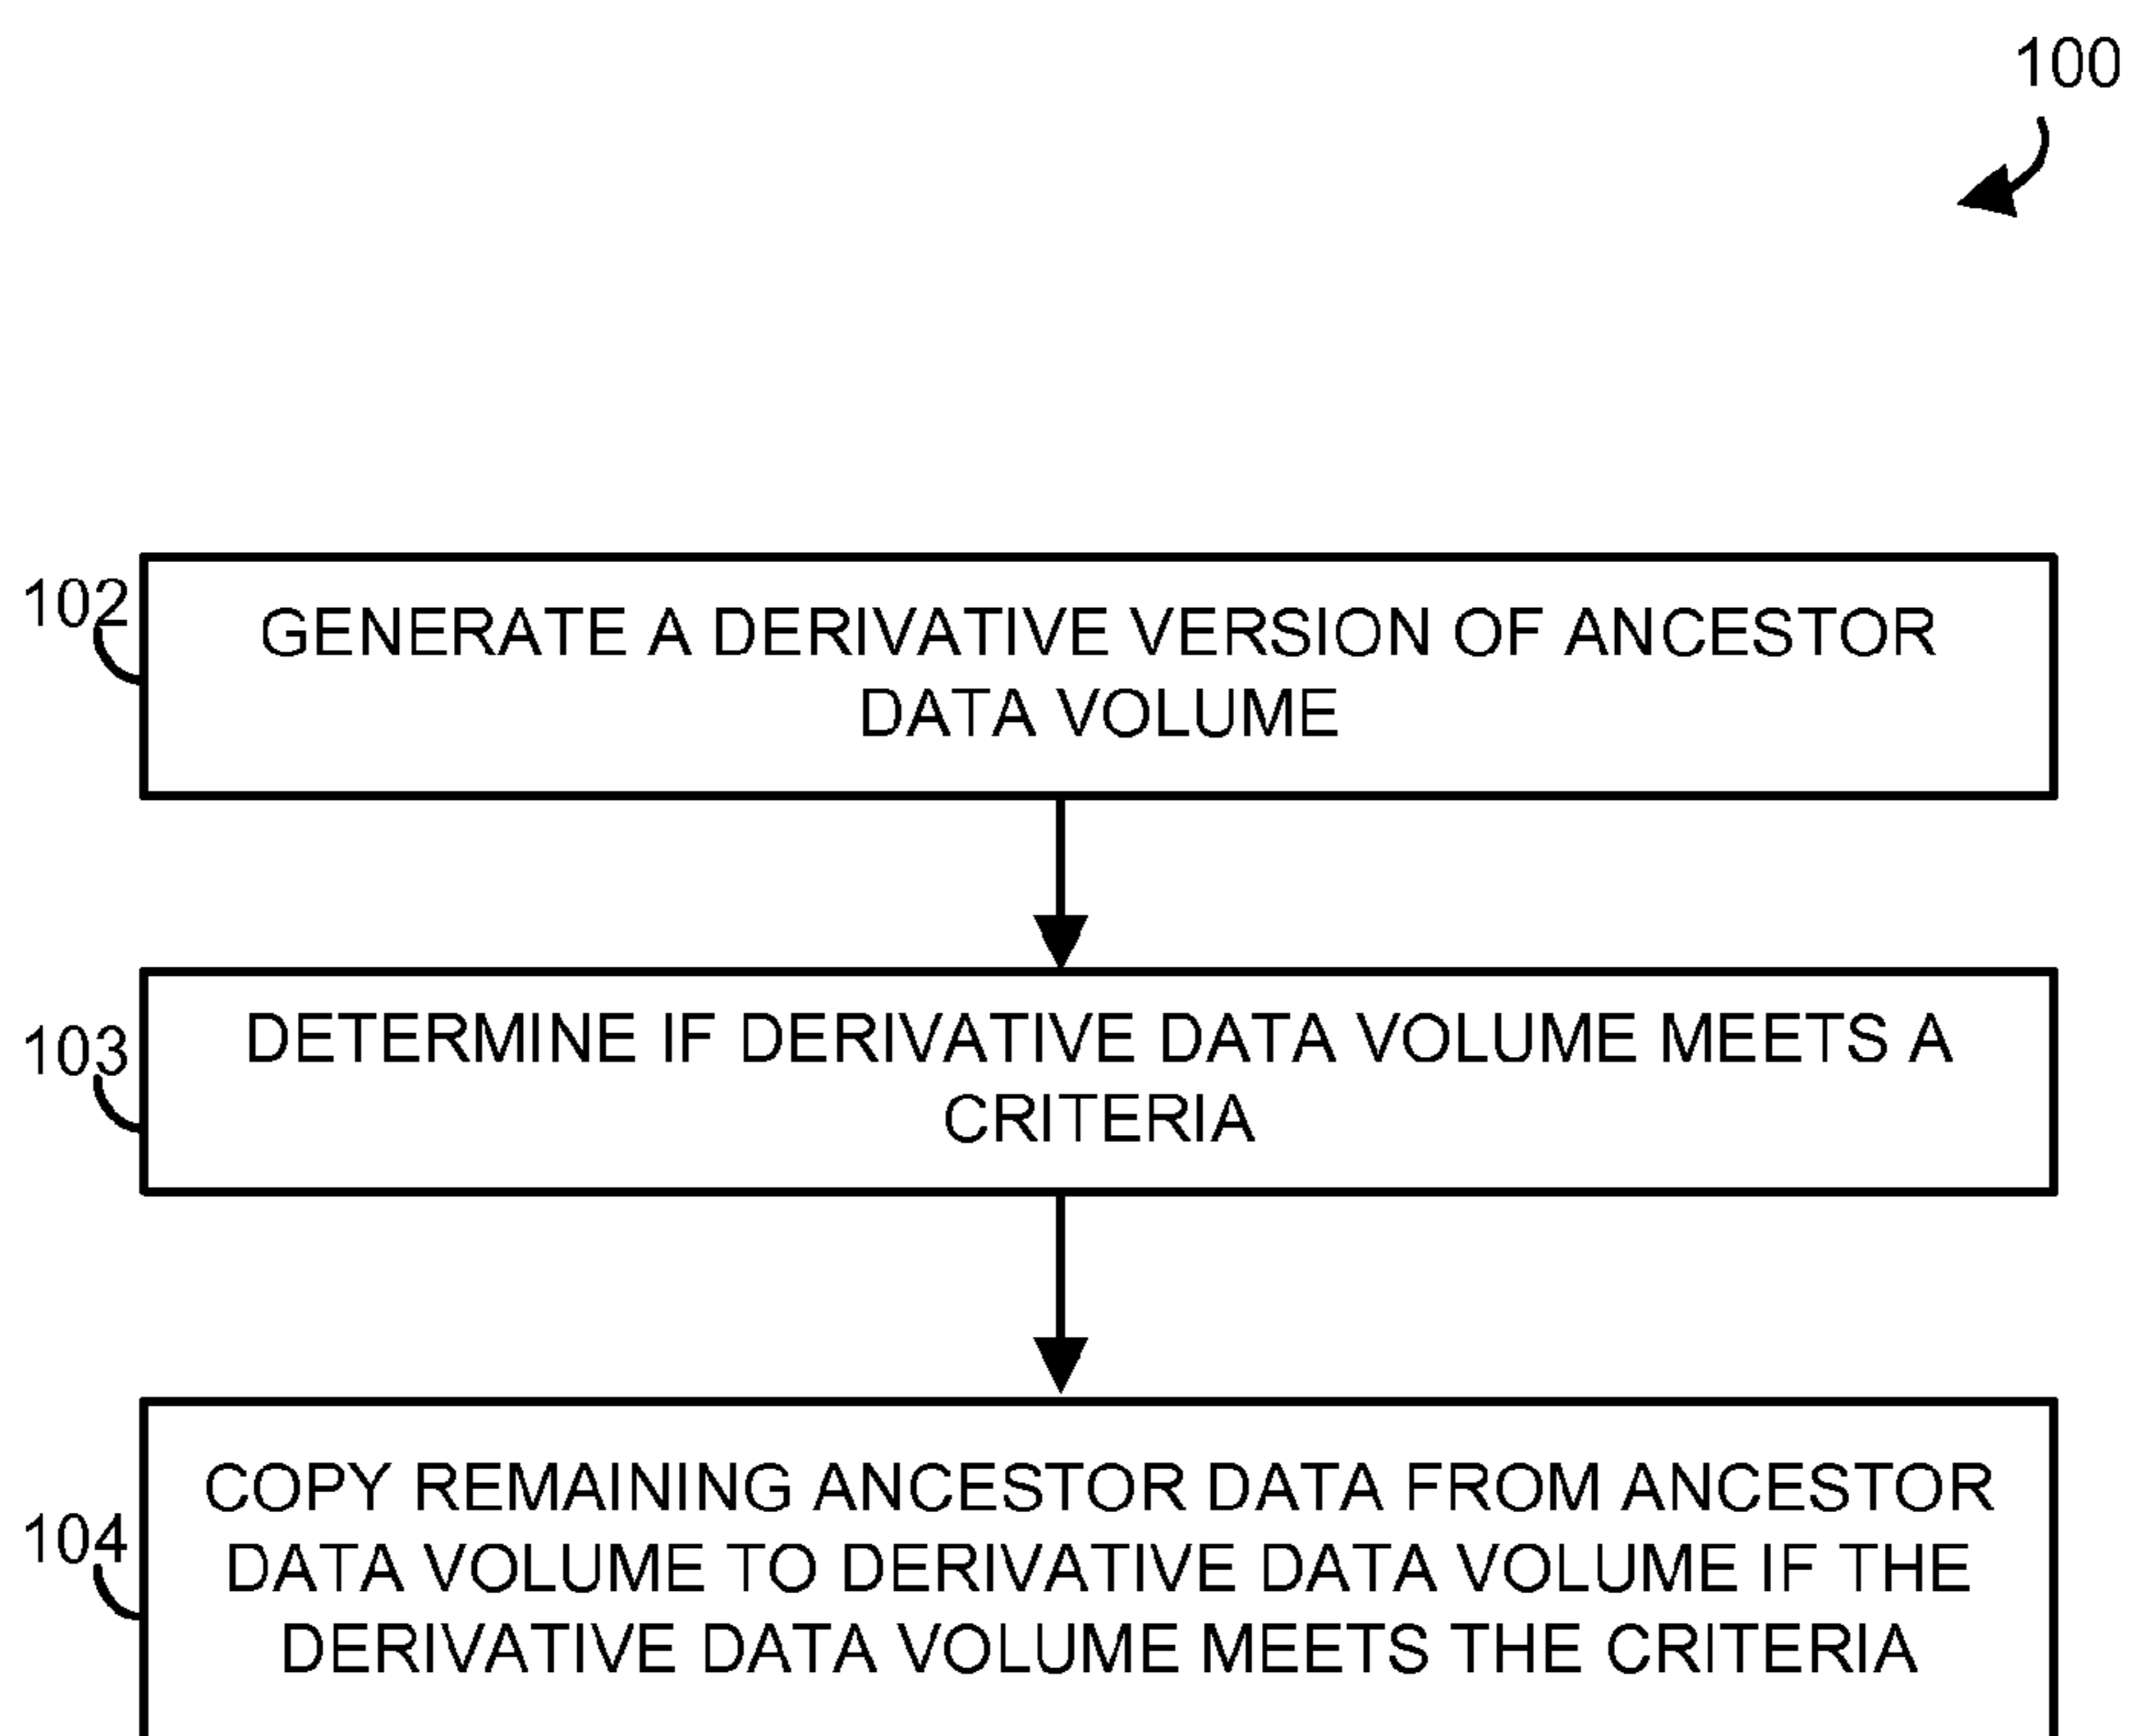 100
102
GENERATE A DERIVATIVE VERSION OF ANCESTOR
DATA VOLUME
103
DETERMINE IF DERIVATIVE DATA VOLUME MEETS A
CRITERIA
104
COPY REMAINING ANCESTOR DATA FROM ANCESTOR
DATA VOLUME TO DERIVATIVE DATA VOLUME IF THE
DERIVATIVE DATA VOLUME MEETS THE CRITERIA